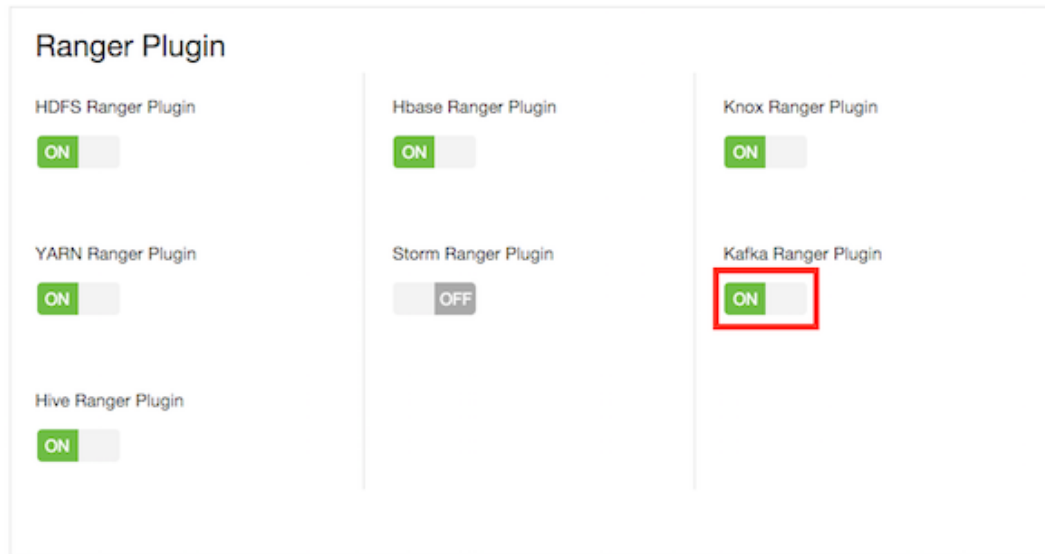 Ranger Plugin
HDFS Ranger Plugin
ON
Hbase Ranger Plugin
ON
Knox Ranger Plugin
ON
YARN Ranger Plugin
ON
Storm Ranger Plugin
OFF
Kafka Ranger Plugin
ON
Hive Ranger Plugin
ON